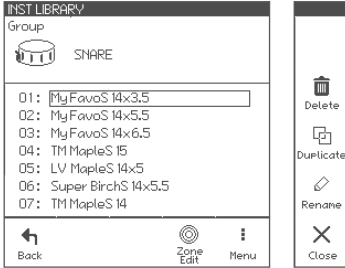 INST LIBRARY
Group
SNARE
01: MyFavoS 14x3.5
02: MyFavoS 14x5.5
03: MyFavoS 14x6.5
04: TM MapleS 15
05: LV MapleS 14x5
06: Super BirchS 14x5.5
07: TM MapleS 14
Back
Zone
Edit
Menu
Delete
Duplicate
Rename
Close